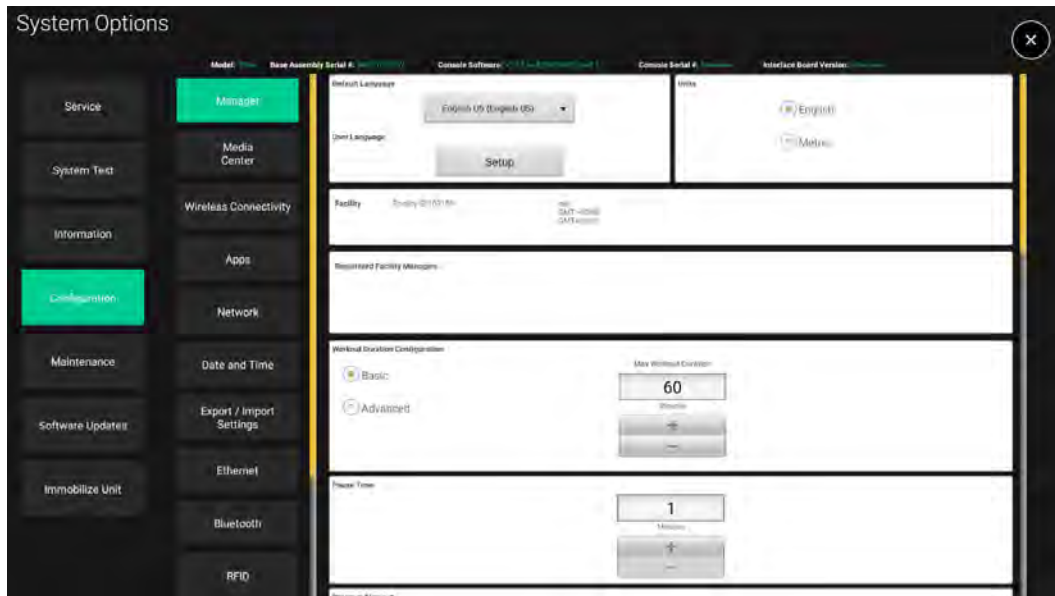 System Options
Model: Base Assembly Serial #: Console Software: Console Serial #: Interface Board Version:
Service
System Test
Information
Configuration
Maintenance
Software Updates
Immobilize Unit
Manager
Media
Center
Wireless Connectivity
Apps
Network
Date and Time
Export / Import
Settings
Ethernet
Bluetooth
RFID
Default Language
English US (English US)
User Language
Setup
Units
English
Metric
Facility
Registered Facility Managers
Workout Duration Configuration
Basic
Advanced
Max Workout Duration
60
Minutes
+
−
Pause Time
1
Minutes
+
−